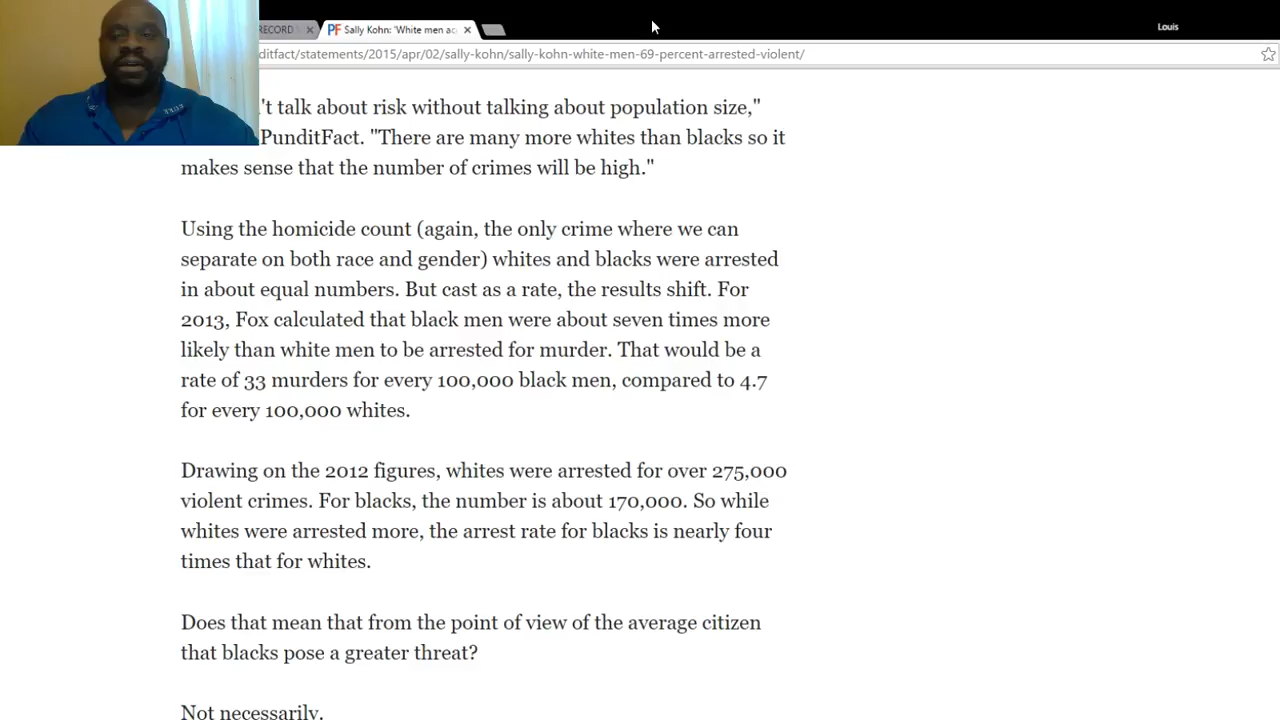 RECORD
PF Sally Kohn: "White men ac
Louis
ditfact/statements/2015/apr/02/sally-kohn/sally-kohn-white-men-69-percent-arrested-violent/
't talk about risk without talking about population size,"
PunditFact. "There are many more whites than blacks so it
makes sense that the number of crimes will be high."
Using the homicide count (again, the only crime where we can
separate on both race and gender) whites and blacks were arrested
in about equal numbers. But cast as a rate, the results shift. For
2013, Fox calculated that black men were about seven times more
likely than white men to be arrested for murder. That would be a
rate of 33 murders for every 100,000 black men, compared to 4.7
for every 100,000 whites.
Drawing on the 2012 figures, whites were arrested for over 275,000
violent crimes. For blacks, the number is about 170,000. So while
whites were arrested more, the arrest rate for blacks is nearly four
times that for whites.
Does that mean that from the point of view of the average citizen
that blacks pose a greater threat?
Not necessarily.